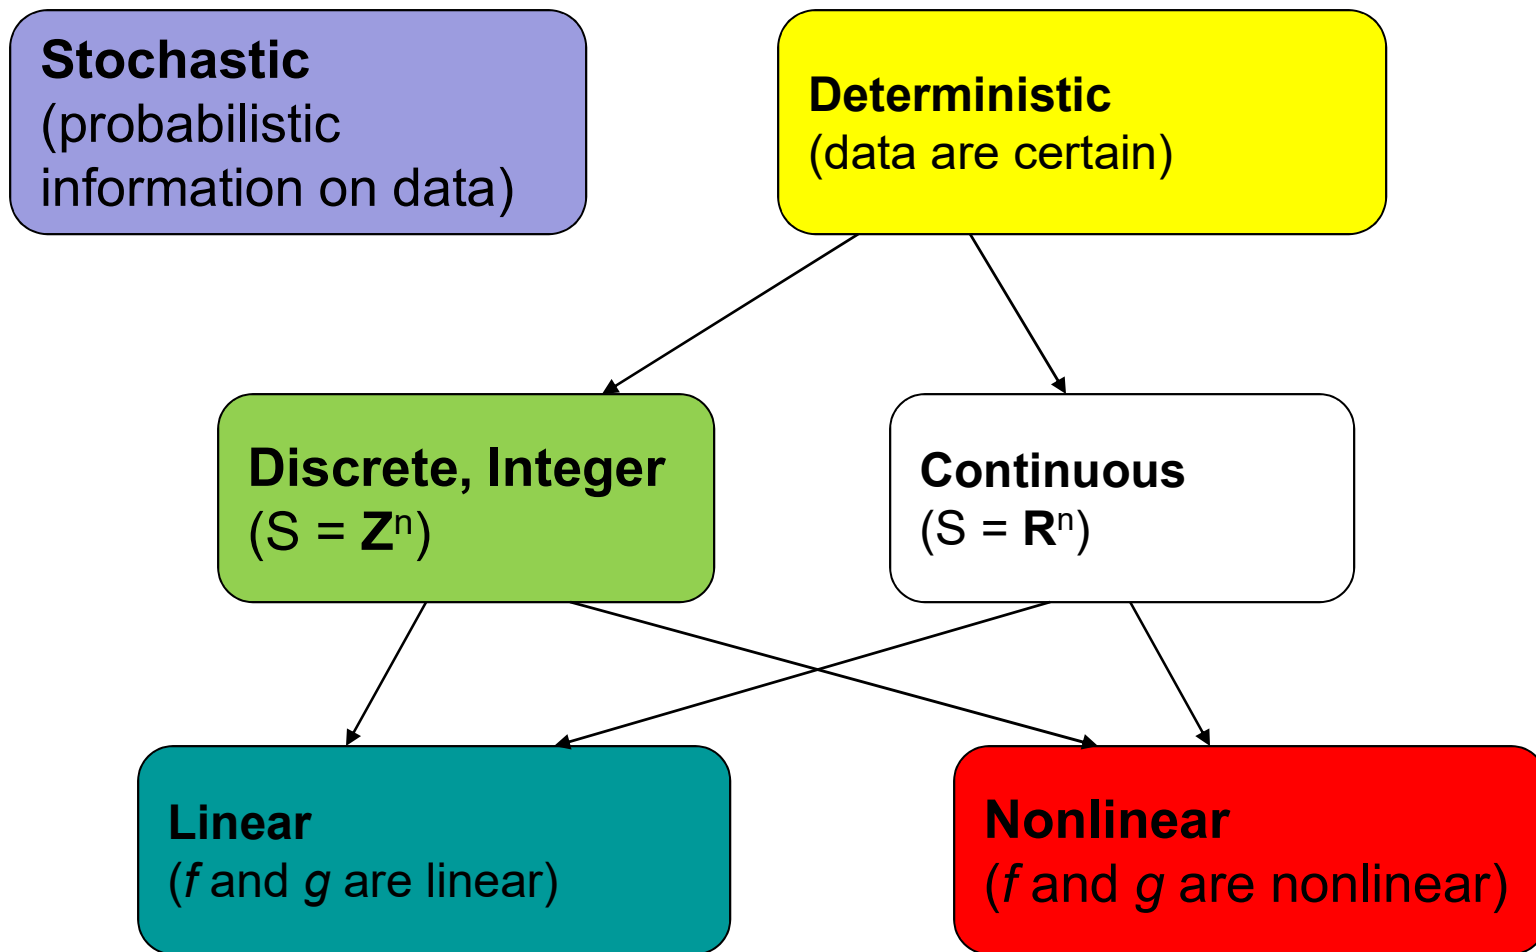 Stochastic
(probabilistic
information on data)
Deterministic
(data are certain)
Discrete, Integer
(S = Zⁿ)
Continuous
(S = Rⁿ)
Linear
(f and g are linear)
Nonlinear
(f and g are nonlinear)